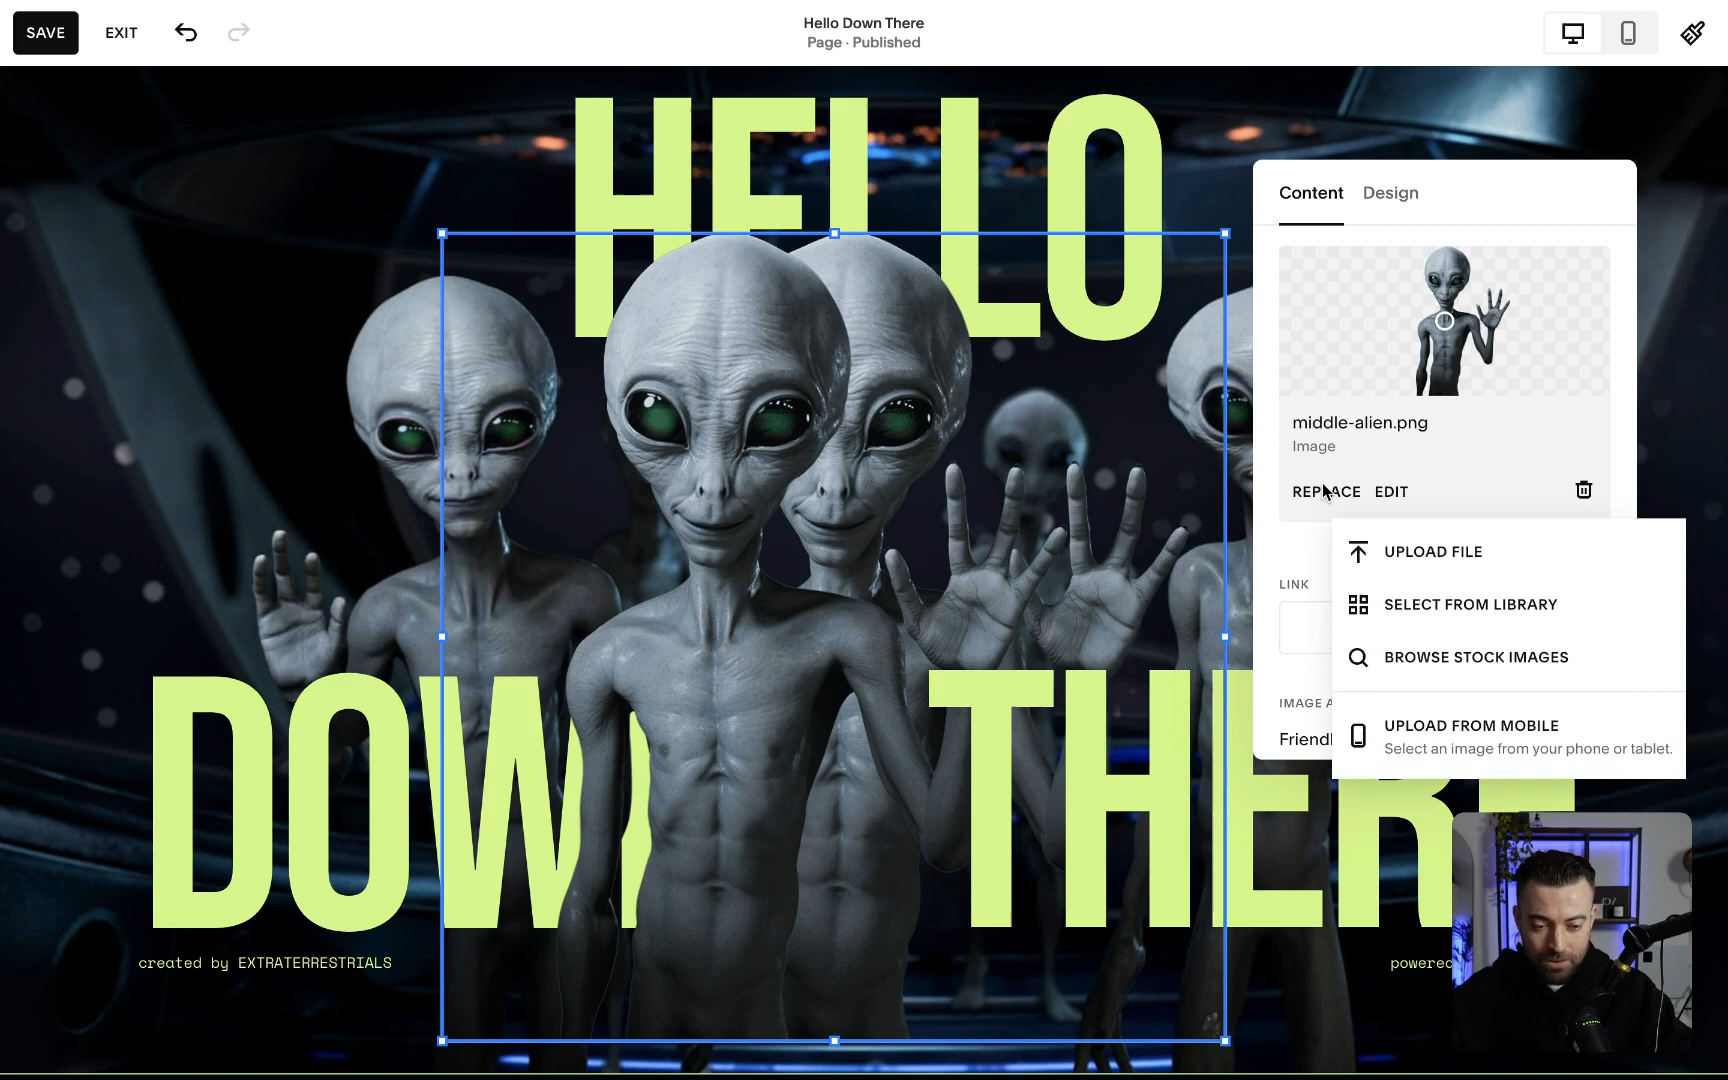 SAVE
EXIT
Hello Down There
Page · Published
HELLO
DOWN
THERE
created by EXTRATERRESTRIALS
powered
Content
Design
middle-alien.png
Image
REPLACE
EDIT
LINK
UPLOAD FILE
SELECT FROM LIBRARY
BROWSE STOCK IMAGES
IMAGE
UPLOAD FROM MOBILE
Select an image from your phone or tablet.